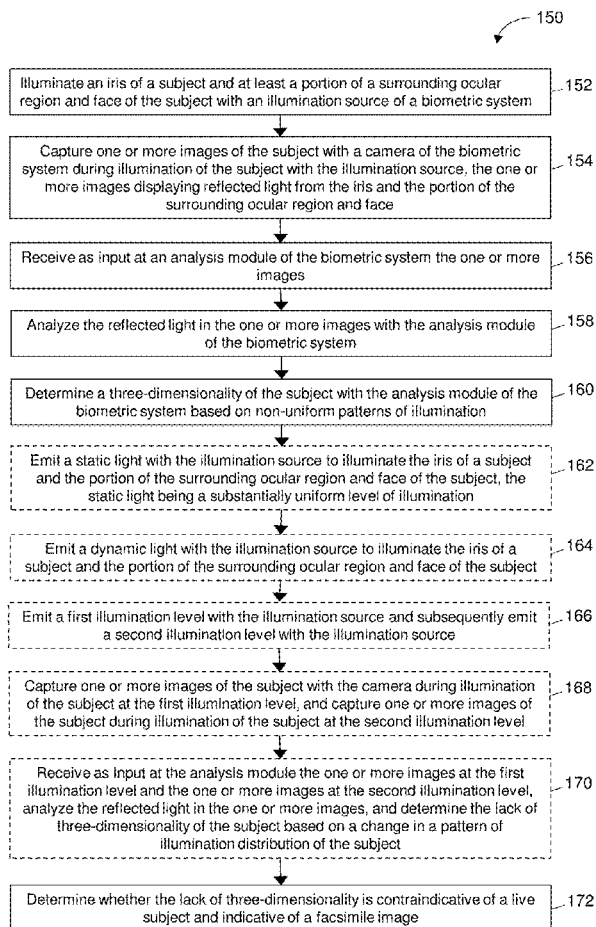 150
Illuminate an iris of a subject and at least a portion of a surrounding ocular
region and face of the subject with an illumination source of a biometric system
152
Capture one or more images of the subject with a camera of the biometric
system during illumination of the subject with the illumination source, the one or
more images displaying reflected light from the iris and the portion of the
surrounding ocular region and face
154
Receive as input at an analysis module of the biometric system the one or more
images
156
Analyze the reflected light in the one or more images with the analysis module
of the biometric system
158
Determine a three-dimensionality of the subject with the analysis module of the
biometric system based on non-uniform patterns of illumination
160
Emit a static light with the illumination source to illuminate the iris of a subject
and the portion of the surrounding ocular region and face of the subject, the
static light being a substantially uniform level of illumination
162
Emit a dynamic light with the illumination source to illuminate the iris of a
subject and the portion of the surrounding ocular region and face of the subject
164
Emit a first illumination level with the illumination source and subsequently emit
a second illumination level with the illumination source
166
Capture one or more images of the subject with the camera during illumination
of the subject at the first illumination level, and capture one or more images of
the subject during illumination of the subject at the second illumination level
168
Receive as Input at the analysis module the one or more images at the first
illumination level and the one or more images at the second illumination level,
analyze the reflected light in the one or more images, and determine the lack of
three-dimensionality of the subject based on a change in a pattern of
illumination distribution of the subject
170
Determine whether the lack of three-dimensionality is contraindicative of a live
subject and indicative of a facsimile image
172